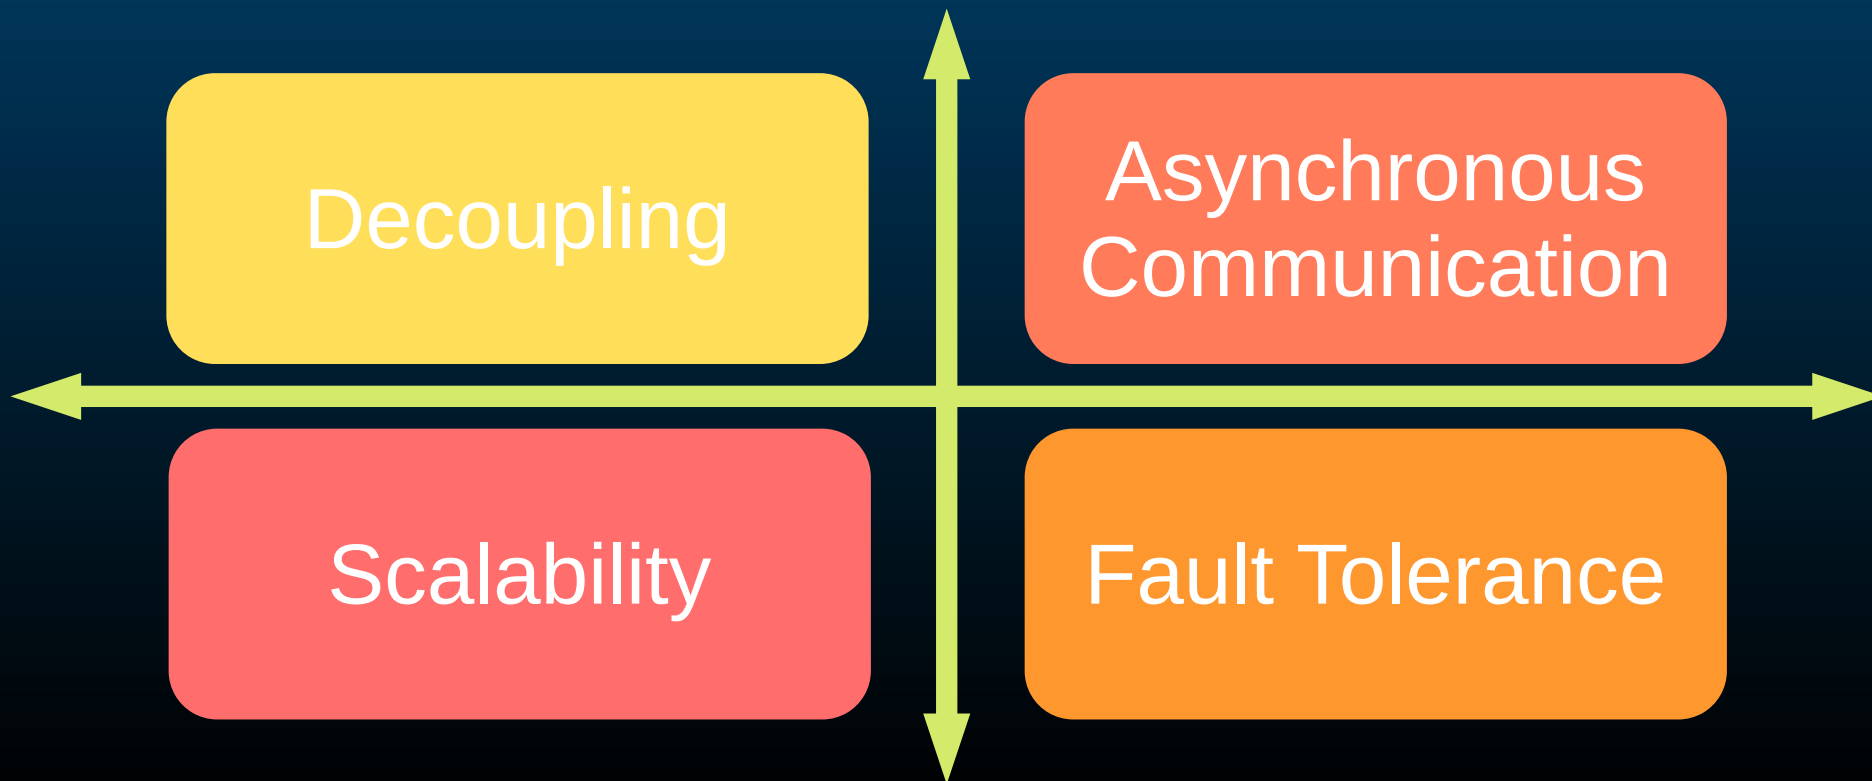 Decoupling
Asynchronous
Communication
Scalability
Fault Tolerance